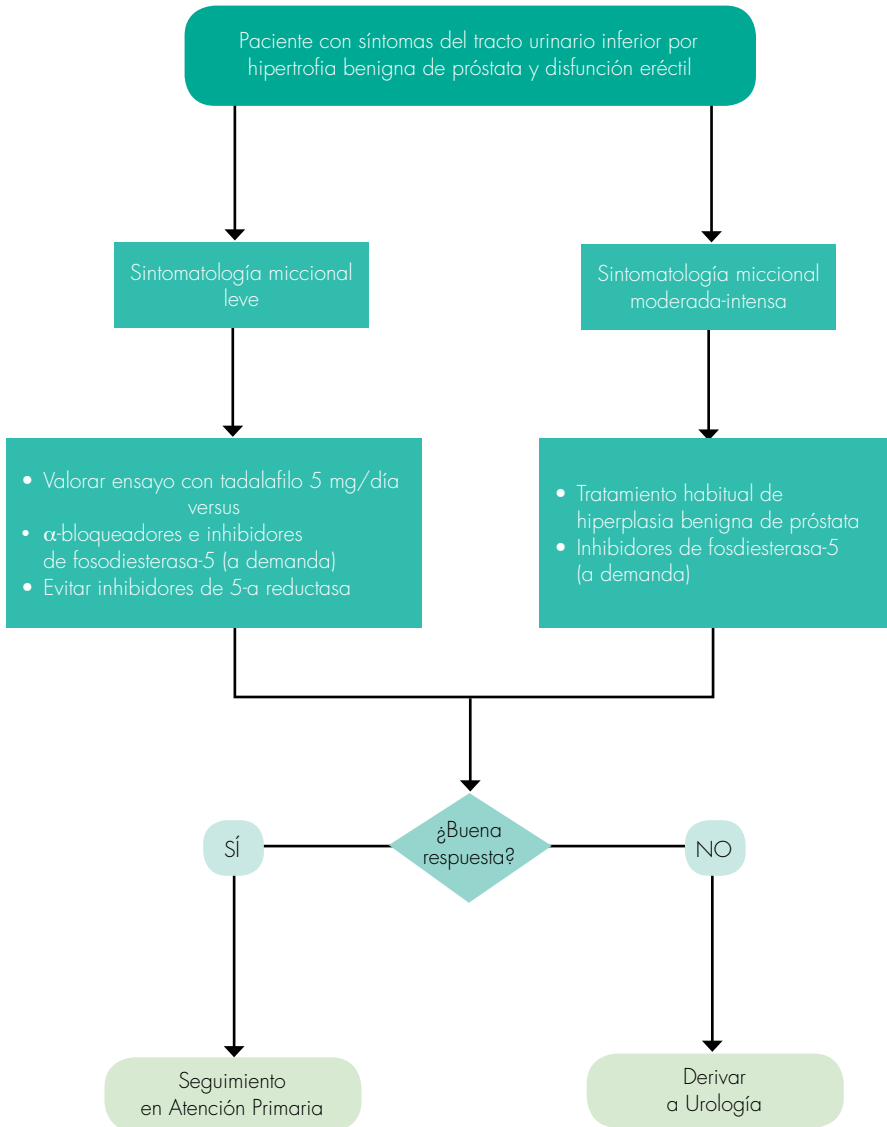 Paciente con síntomas del tracto urinario inferior por
hipertrofia benigna de próstata y disfunción eréctil
Sintomatología miccional
leve
Sintomatología miccional
moderada-intensa
• Valorar ensayo con tadalafilo 5 mg/día
versus
• α-bloqueadores e inhibidores
de fosodiesterasa-5 (a demanda)
• Evitar inhibidores de 5-a reductasa
• Tratamiento habitual de
hiperplasia benigna de próstata
• Inhibidores de fosdiesterasa-5
(a demanda)
¿Buena
respuesta?
SÍ
NO
Seguimiento
en Atención Primaria
Derivar
a Urología